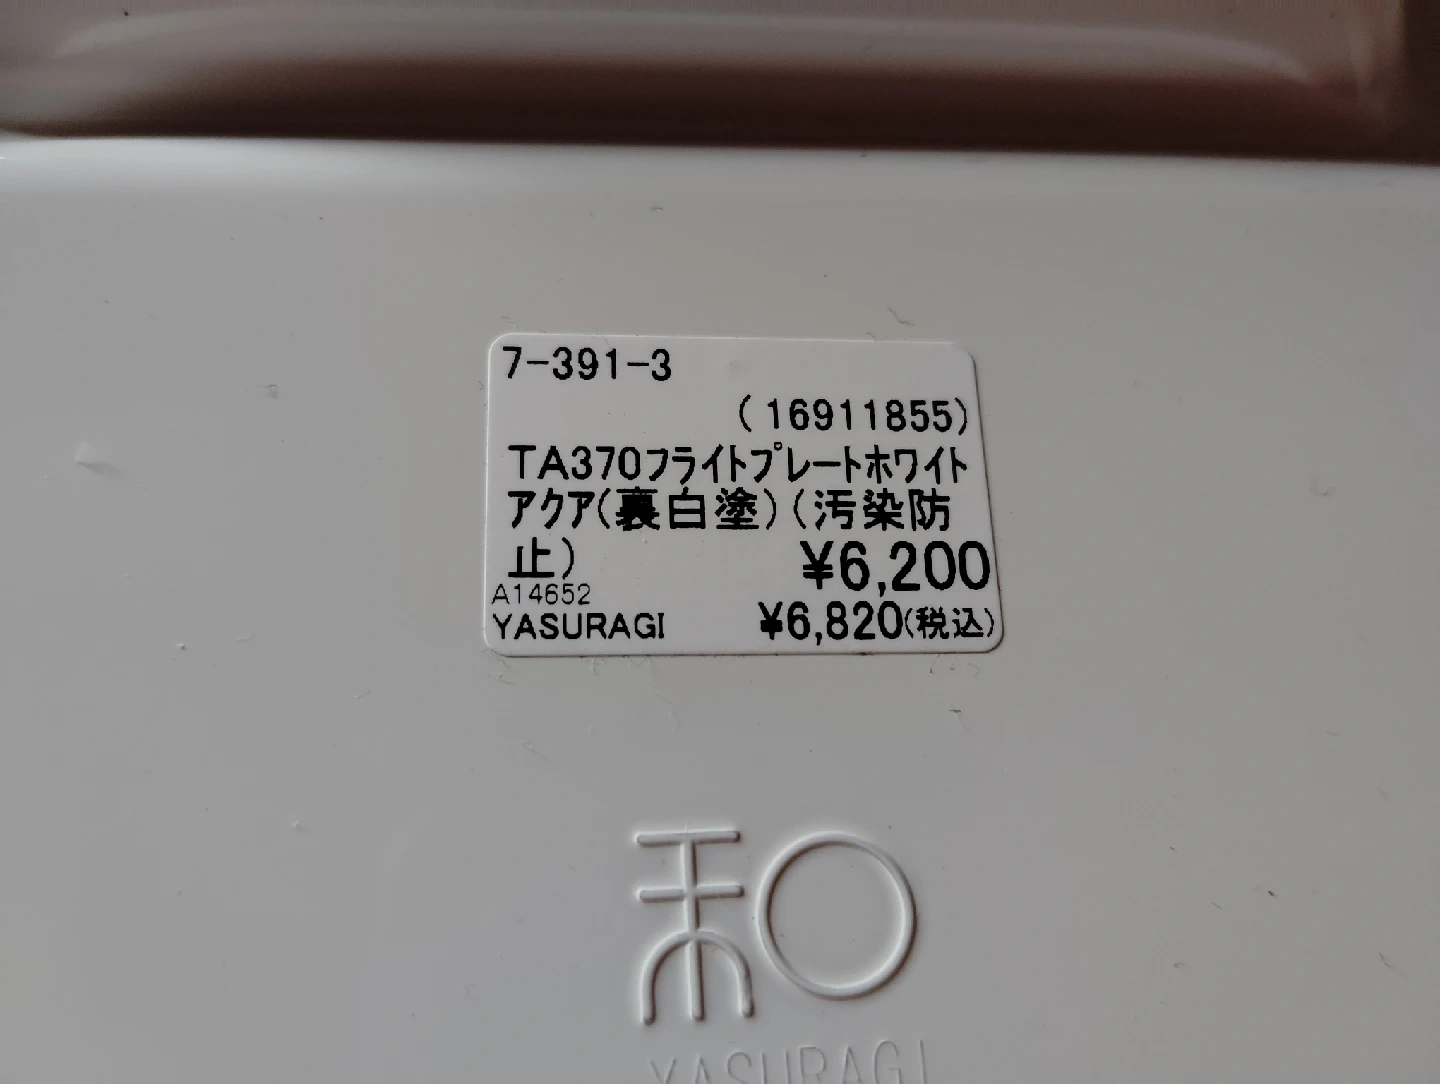 7-391-3
(16911855)
TA370フライトプレートホワイト
アクア(裏白塗)(汚染防
止)
¥6,200
A14652
YASURAGI
¥6,820(税込)
和
YASURAGI